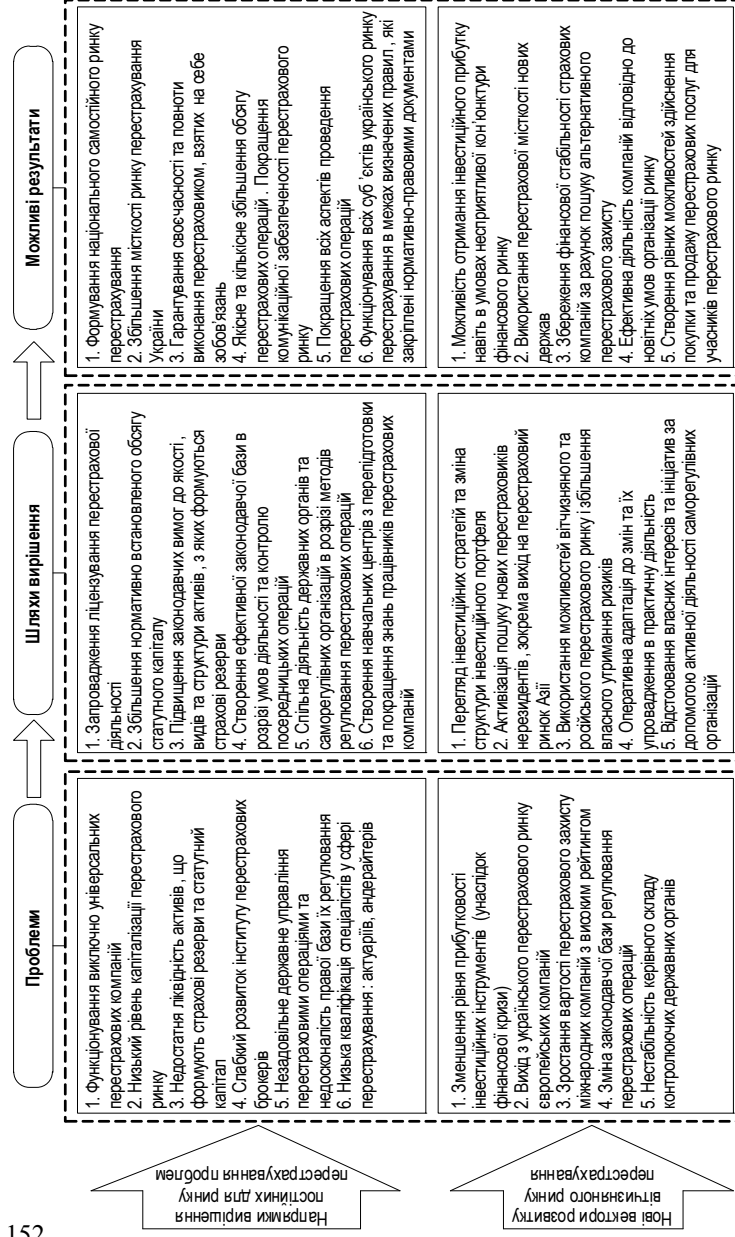 152
Проблеми
Шляхи вирішення
Можливі результати
Напрямки вирішення
постійних для ринку
перестрахування проблем
1. Функціонування виключно універсальних
перестрахових компаній
2. Низький рівень капіталізації перестрахового
ринку
3. Недостатня ліквідність активів, що
формують страхові резерви та статутний
капітал
4. Слабкий розвиток інституту перестрахових
брокерів
5. Незадовільне державне управління
перестраховими операціями та
недосконалість правої бази їх регулювання
6. Низька кваліфікація спеціалістів у сфері
перестрахування : актуаріїв, андерайтерів
1. Запровадження ліцензування перестрахової
діяльності
2. Збільшення нормативно встановленого обсягу
статутного капіталу
3. Підвищення законодавчих вимог до якості ,
видів та структури активів , з яких формуються
страхові резерви
4. Створення ефективної законодавчої бази в
розрізі умов діяльності та контролю
посередницьких операцій
5. Спільна діяльність державних органів та
саморегулівних організацій в розрізі методів
регулювання перестрахових операцій
6. Створення навчальних центрів з перепідготовки
та покращення знань працівників перестрахових
компаній
1. Формування національного самостійного ринку
перестрахування
2. Збільшення місткості ринку перестрахування
України
3. Гарантування своєчасності та повноти
виконання перестраховиком , взятих на себе
зобов'язань
4. Якісне та кількісне збільшення обсягу
перестрахових операцій . Покращення
комунікаційної забезпеченості перестрахового
ринку
5. Покращення всіх аспектів проведення
перестрахових операцій
6. Функціонування всіх суб 'єктів українського ринку
перестрахування в межах визначених правил , які
закріплені нормативно-правовими документами
Нові вектори розвитку
вітчизняного ринку
перестрахування
1. Зменшення рівня прибутковості
інвестиційних інструментів (унаслідок
фінансової кризи)
2. Вихід з українського перестрахового ринку
європейських компаній
3. Зростання вартості перестрахового захисту
міжнародних компаній з високим рейтингом
4. Зміна законодавчої бази регулювання
перестрахових операцій
5. Нестабільність керівного складу
контролюючих державних органів
1. Перегляд інвестиційних стратегій та зміна
структури інвестиційного портфеля
2. Активізація пошуку нових перестраховиків
нерезидентів , зокрема вихід на перестраховий
ринок Азії
3. Використання можливостей вітчизняного та
російського перестрахового ринку і збільшення
власного утримання ризиків
4. Оперативна адаптація до змін та їх
упровадження в практичну діяльність
5. Відстоювання власних інтересів та ініціатив за
допомогою активної діяльності саморегулівних
організацій
1. Можливість отримання інвестиційного прибутку
навіть в умовах несприятливої кон'юнктури
фінансового ринку
2. Використання перестрахової місткості нових
держав
3. Збереження фінансової стабільності страхових
компаній за рахунок пошуку альтернативного
перестрахового захисту
4. Ефективна діяльність компаній відповідно до
новітніх умов організації ринку
5. Створення рівних можливостей здійснення
покупки та продажу перестрахових послуг для
учасників перестрахового ринку